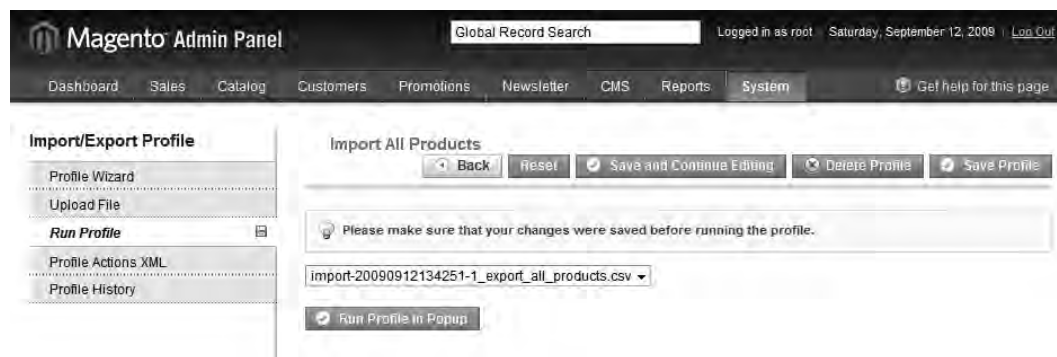 Magento Admin Panel
Global Record Search
Logged in as root Saturday, September 12, 2009 | Log Out
Dashboard Sales Catalog Customers Promotions Newsletter CMS Reports System Get help for this page
Import/Export Profile
Profile Wizard
Upload File
Run Profile
Profile Actions XML
Profile History
Import All Products
Back Reset Save and Continue Editing Delete Profile Save Profile
Please make sure that your changes were saved before running the profile.
import-20090912134251-1_export_all_products.csv
Run Profile in Popup